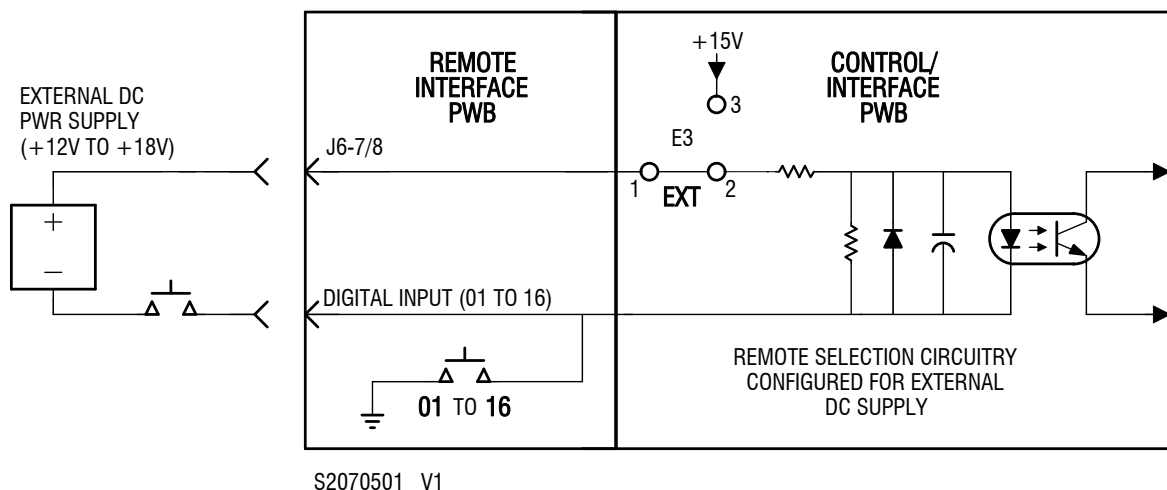 EXTERNAL DC
PWR SUPPLY
(+12V TO +18V)
+
—
REMOTE
INTERFACE
PWB
J6-7/8
DIGITAL INPUT (01 TO 16)
01 TO 16
+15V
3
CONTROL/
INTERFACE
PWB
E3
1
EXT
2
REMOTE SELECTION CIRCUITRY
CONFIGURED FOR EXTERNAL
DC SUPPLY
S2070501 V1